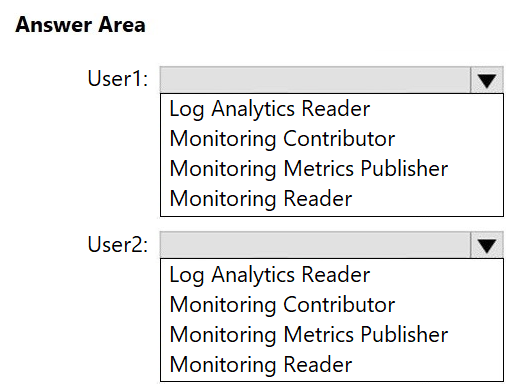 Answer Area
User1:
Log Analytics Reader
Monitoring Contributor
Monitoring Metrics Publisher
Monitoring Reader
User2:
Log Analytics Reader
Monitoring Contributor
Monitoring Metrics Publisher
Monitoring Reader